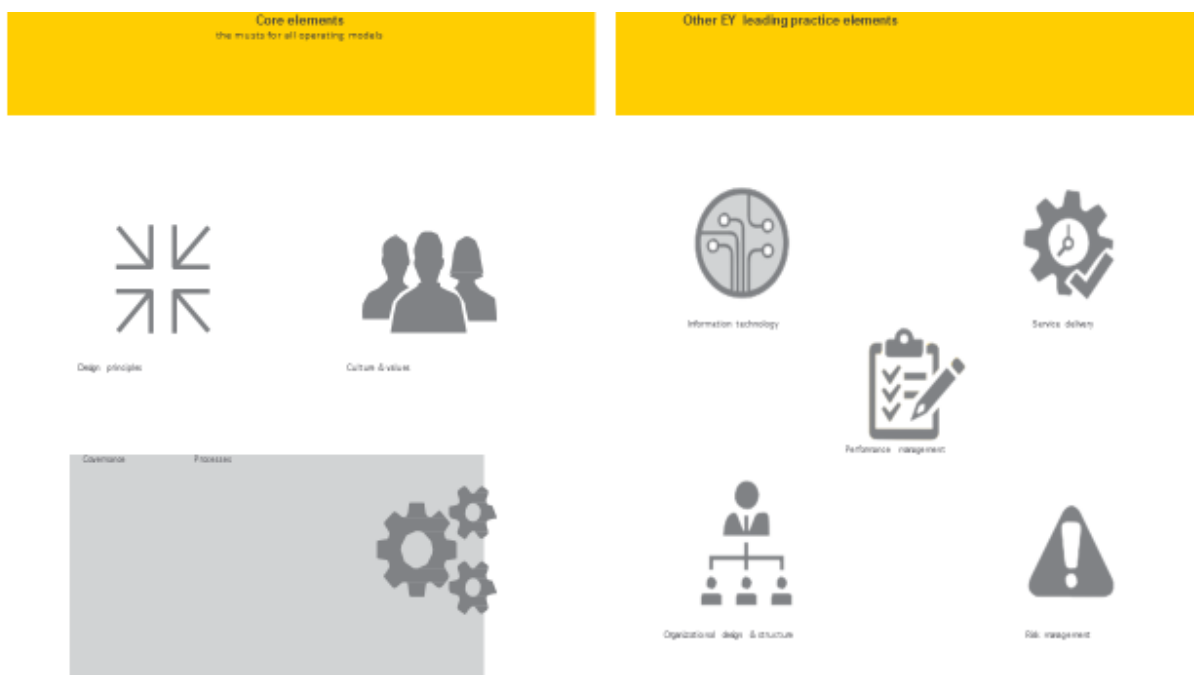 Core elements
the musts for all operating models
Other EY leading practice elements
Information technology
Service delivery
Design principles
Culture & values
Performance management
Governance
Processes
Organizational design & structure
Risk management